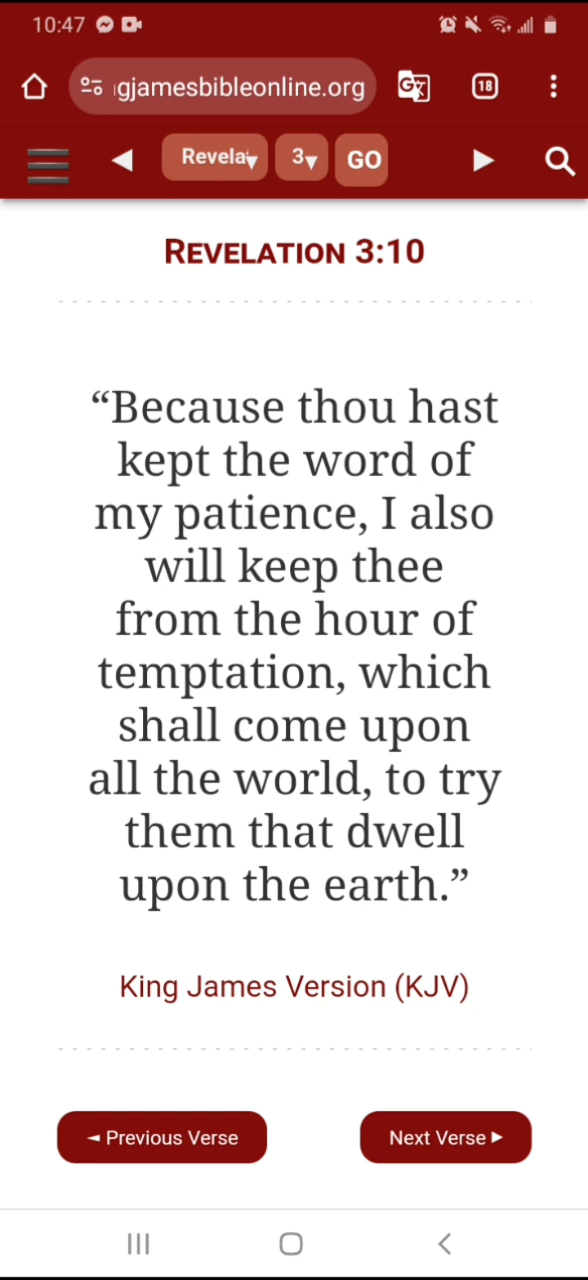 10:47
gjamesbibleonline.org
18
Revela
3
GO
REVELATION 3:10
“Because thou hast
kept the word of
my patience, I also
will keep thee
from the hour of
temptation, which
shall come upon
all the world, to try
them that dwell
upon the earth.”
King James Version (KJV)
◄ Previous Verse
Next Verse ►